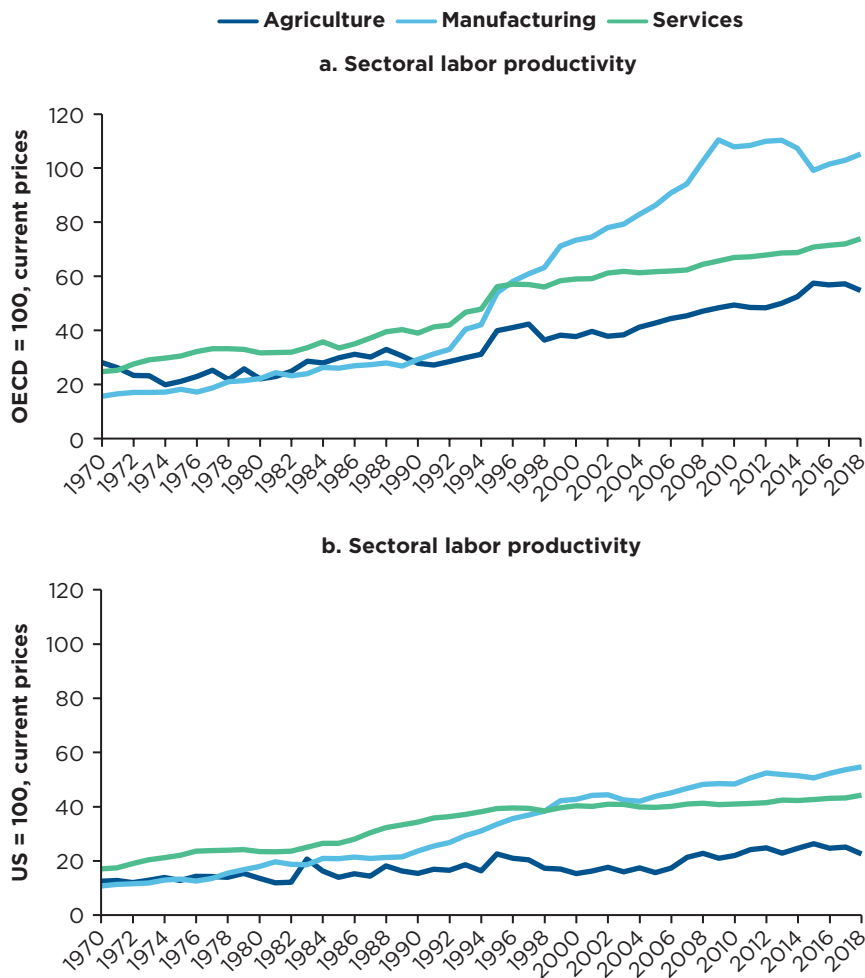 Agriculture Manufacturing Services
a. Sectoral labor productivity
OECD = 100, current prices
120
100
80
60
40
20
0
1970 1972 1974 1976 1978 1980 1982 1984 1986 1988 1990 1992 1994 1996 1998 2000 2002 2004 2006 2008 2010 2012 2014 2016 2018
b. Sectoral labor productivity
US = 100, current prices
120
100
80
60
40
20
0
1970 1972 1974 1976 1978 1980 1982 1984 1986 1988 1990 1992 1994 1996 1998 2000 2002 2004 2006 2008 2010 2012 2014 2016 2018